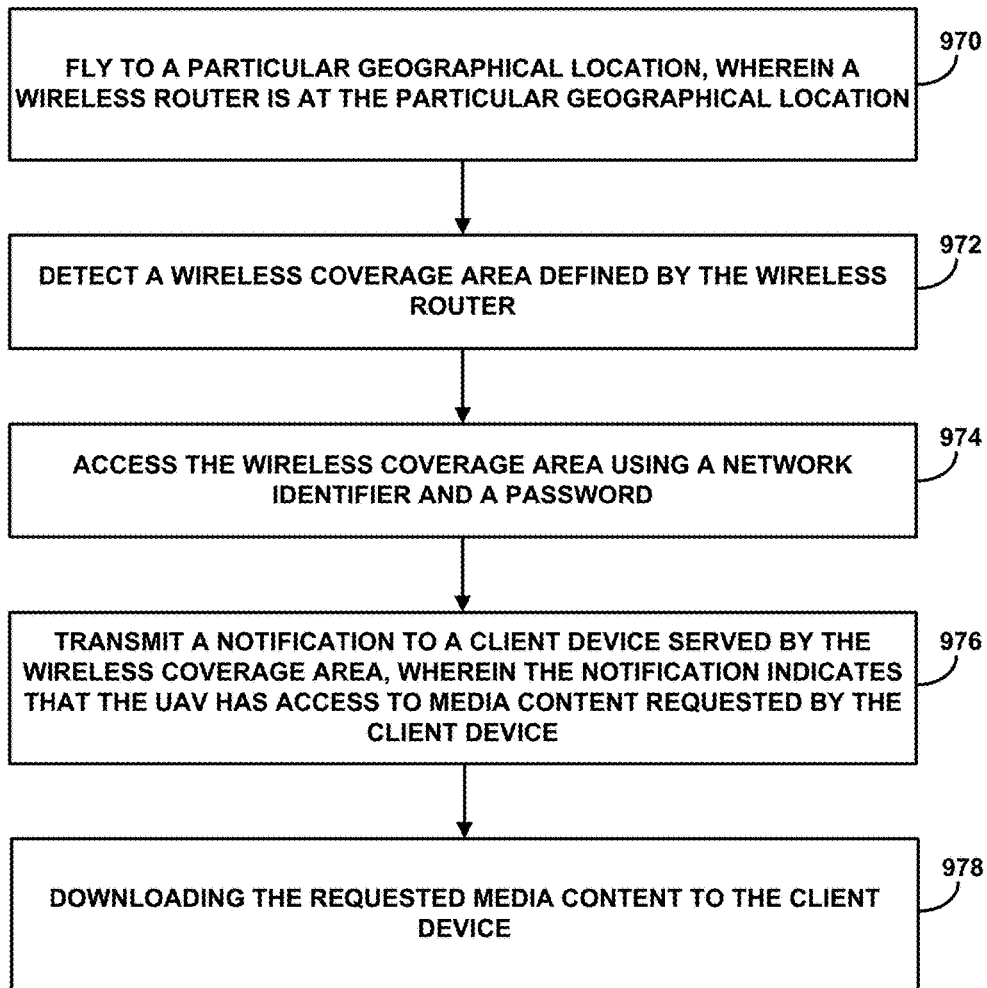 FLY TO A PARTICULAR GEOGRAPHICAL LOCATION, WHEREIN A
WIRELESS ROUTER IS AT THE PARTICULAR GEOGRAPHICAL LOCATION
970
DETECT A WIRELESS COVERAGE AREA DEFINED BY THE WIRELESS
ROUTER
972
ACCESS THE WIRELESS COVERAGE AREA USING A NETWORK
IDENTIFIER AND A PASSWORD
974
TRANSMIT A NOTIFICATION TO A CLIENT DEVICE SERVED BY THE
WIRELESS COVERAGE AREA, WHEREIN THE NOTIFICATION INDICATES
THAT THE UAV HAS ACCESS TO MEDIA CONTENT REQUESTED BY THE
CLIENT DEVICE
976
DOWNLOADING THE REQUESTED MEDIA CONTENT TO THE CLIENT
DEVICE
978